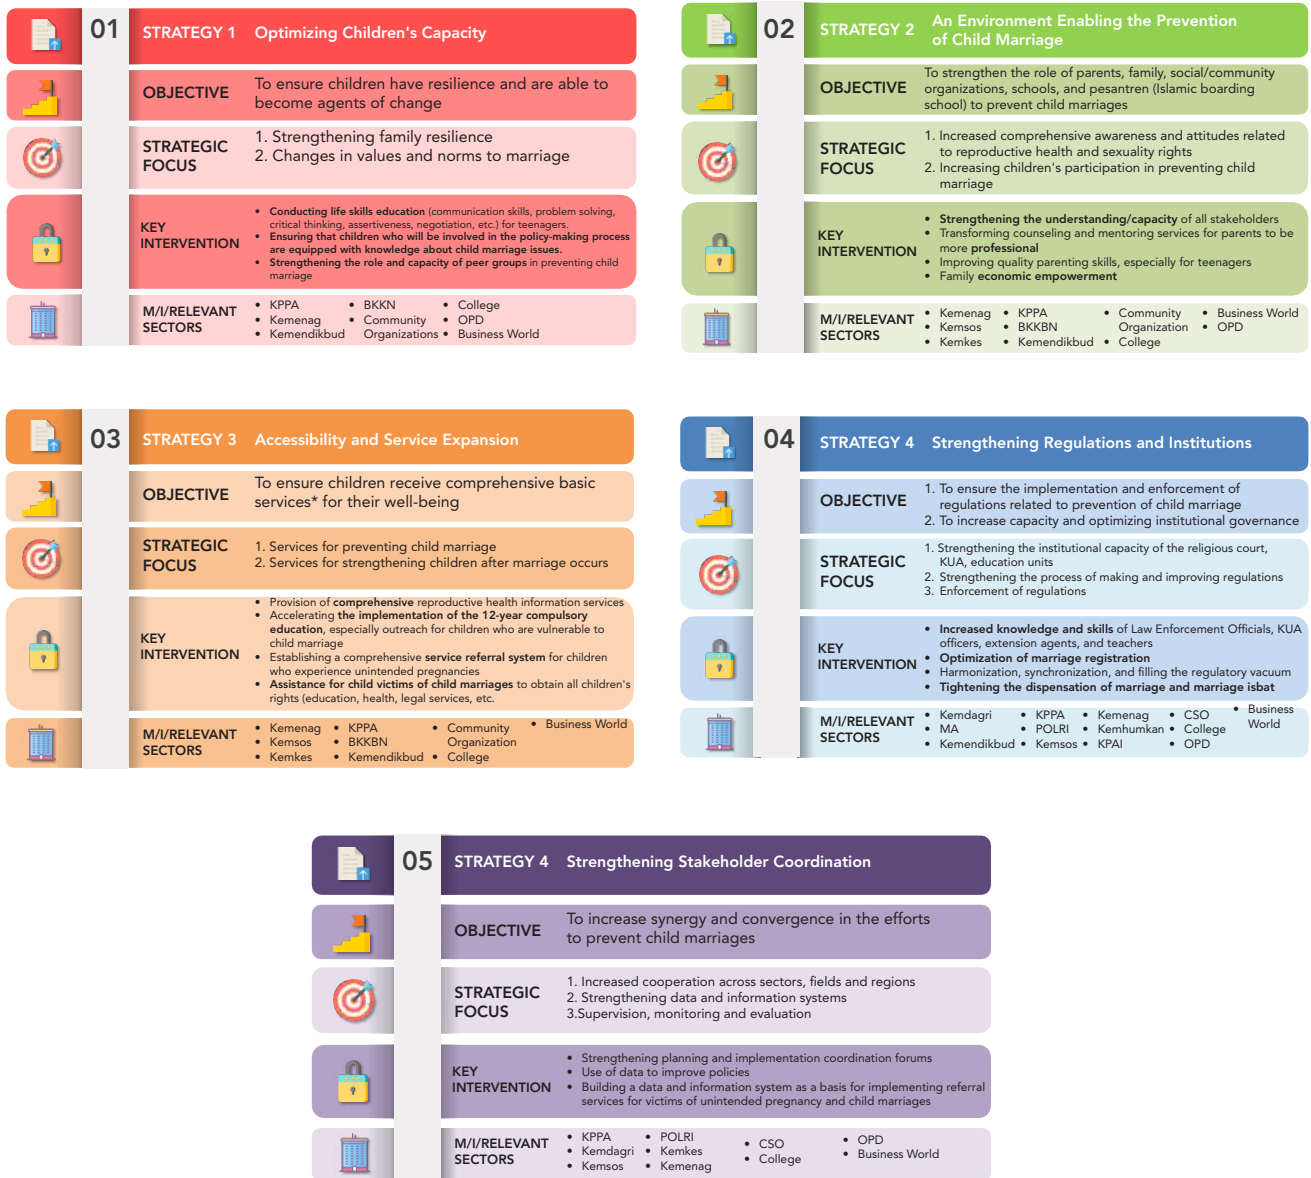 01
STRATEGY 1 Optimizing Children's Capacity
OBJECTIVE
To ensure children have resilience and are able to
become agents of change
STRATEGIC
FOCUS
1. Strengthening family resilience
2. Changes in values and norms to marriage
KEY
INTERVENTION
• Conducting life skills education (communication skills, problem solving,
critical thinking, assertiveness, negotiation, etc.) for teenagers.
• Ensuring that children who will be involved in the policy-making process
are equipped with knowledge about child marriage issues.
• Strengthening the role and capacity of peer groups in preventing child
marriage
M/I/RELEVANT
SECTORS
• KPPA
• Kemenag
• Kemendikbud
• BKKN
• Community
Organizations
• College
• OPD
• Business World
02
STRATEGY 2 An Environment Enabling the Prevention
of Child Marriage
OBJECTIVE
To strengthen the role of parents, family, social/community
organizations, schools, and pesantren (Islamic boarding
school) to prevent child marriages
STRATEGIC
FOCUS
1. Increased comprehensive awareness and attitudes related
to reproductive health and sexuality rights
2. Increasing children's participation in preventing child
marriage
KEY
INTERVENTION
• Strengthening the understanding/capacity of all stakeholders
• Transforming counseling and mentoring services for parents to be
more professional
• Improving quality parenting skills, especially for teenagers
• Family economic empowerment
M/I/RELEVANT
SECTORS
• Kemenag
• Kemsos
• Kemkes
• KPPA
• BKKBN
• Kemendikbud
• Community
Organization
• College
• Business World
• OPD
03
STRATEGY 3 Accessibility and Service Expansion
OBJECTIVE
To ensure children receive comprehensive basic
services* for their well-being
STRATEGIC
FOCUS
1. Services for preventing child marriage
2. Services for strengthening children after marriage occurs
KEY
INTERVENTION
• Provision of comprehensive reproductive health information services
• Accelerating the implementation of the 12-year compulsory
education, especially outreach for children who are vulnerable to
child marriage
• Establishing a comprehensive service referral system for children
who experience unintended pregnancies
• Assistance for child victims of child marriages to obtain all children's
rights (education, health, legal services, etc.
M/I/RELEVANT
SECTORS
• Kemenag
• Kemsos
• Kemkes
• KPPA
• BKKBN
• Kemendikbud
• Community
Organization
• College
• Business World
04
STRATEGY 4 Strengthening Regulations and Institutions
OBJECTIVE
1. To ensure the implementation and enforcement of
regulations related to prevention of child marriage
2. To increase capacity and optimizing institutional governance
STRATEGIC
FOCUS
1. Strengthening the institutional capacity of the religious court,
KUA, education units
2. Strengthening the process of making and improving regulations
3. Enforcement of regulations
KEY
INTERVENTION
• Increased knowledge and skills of Law Enforcement Officials, KUA
officers, extension agents, and teachers
• Optimization of marriage registration
• Harmonization, synchronization, and filling the regulatory vacuum
• Tightening the dispensation of marriage and marriage isbat
M/I/RELEVANT
SECTORS
• Kemdagri
• MA
• Kemendikbud
• KPPA
• POLRI
• Kemsos
• Kemenag
• Kemhumkan
• KPAI
• CSO
• College
• OPD
• Business
World
05
STRATEGY 4 Strengthening Stakeholder Coordination
OBJECTIVE
To increase synergy and convergence in the efforts
to prevent child marriages
STRATEGIC
FOCUS
1. Increased cooperation across sectors, fields and regions
2. Strengthening data and information systems
3.Supervision, monitoring and evaluation
KEY
INTERVENTION
• Strengthening planning and implementation coordination forums
• Use of data to improve policies
• Building a data and information system as a basis for implementing referral
services for victims of unintended pregnancy and child marriages
M/I/RELEVANT
SECTORS
• KPPA
• Kemdagri
• Kemsos
• POLRI
• Kemkes
• Kemenag
• CSO
• College
• OPD
• Business World